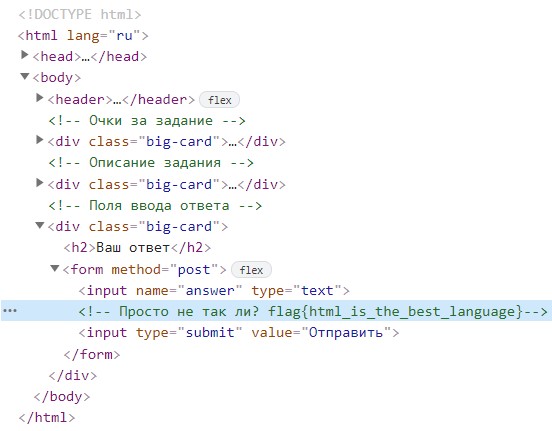 <!DOCTYPE html>
<html lang="ru">
<head>…</head>
<body>
<header>…</header> flex
<!-- Очки за задание -->
<div class="big-card">…</div>
<!-- Описание задания -->
<div class="big-card">…</div>
<!-- Поля ввода ответа -->
<div class="big-card">
<h2>Ваш ответ</h2>
<form method="post"> flex
<input name="answer" type="text">
<!-- Просто не так ли? flag{html_is_the_best_language}-->
<input type="submit" value="Отправить">
</form>
</div>
</body>
</html>